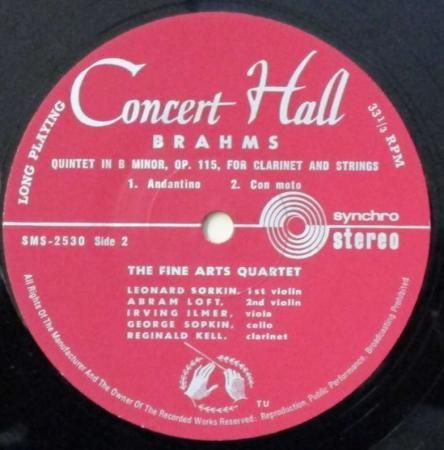 LONG PLAYING
Concert Hall
33 1/3 RPM
BRAHMS
QUINTET IN B MINOR, OP. 115, FOR CLARINET AND STRINGS
1. Andantino 2. Con moto
synchro
SMS-2530 Side 2
stereo
THE FINE ARTS QUARTET
LEONARD SORKIN, 1st violin
ABRAM LOFT, 2nd violin
IRVING ILMER, viola
GEORGE SOPKIN, cello
REGINALD KELL, clarinet
TU
All Rights Of The Manufacturer And The Owner Of The Recorded Works Reserved: Reproduction, Public Performance, Broadcasting Prohibited